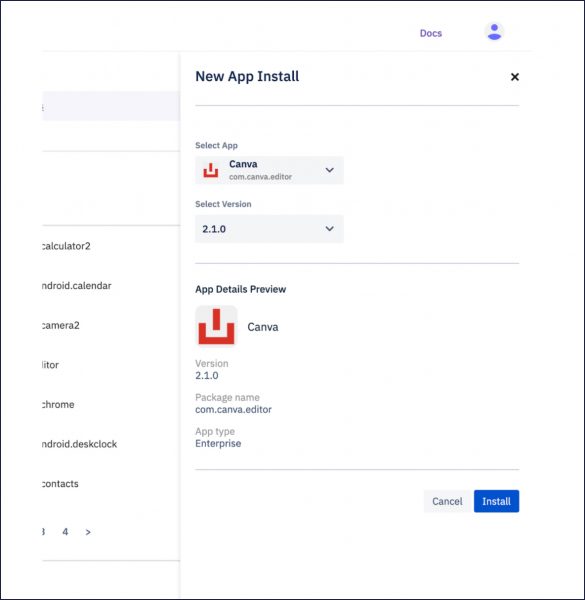 Docs
New App Install
Select App
Canva
com.canva.editor
Select Version
2.1.0
calculator2
ndroid.calendar
camera2
litor
chrome
ndroid.deskclock
contacts
3 4 >
App Details Preview
Canva
Version
2.1.0
Package name
com.canva.editor
App type
Enterprise
Cancel Install